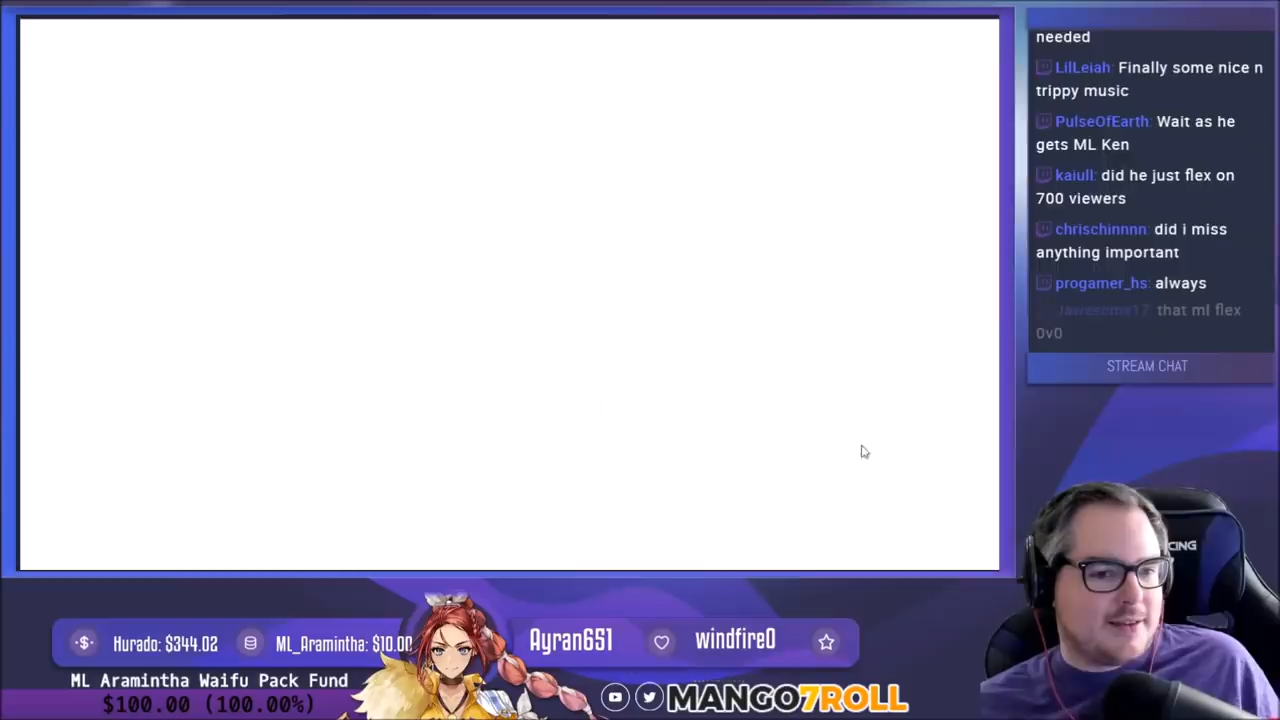 needed
LilLeiah: Finally some nice n
trippy music
PulseOfEarth: Wait as he
gets ML Ken
kaiull: did he just flex on
700 viewers
chrischinnnn: did i miss
anything important
progamer_hs: always
Jawesome17: that ml flex
0v0
STREAM CHAT
CING
Hurado: $344.02
ML_Aramintha: $10.00
Ayran651
windfire0
ML Aramintha Waifu Pack Fund
$100.00 (100.00%)
MANGO7ROLL